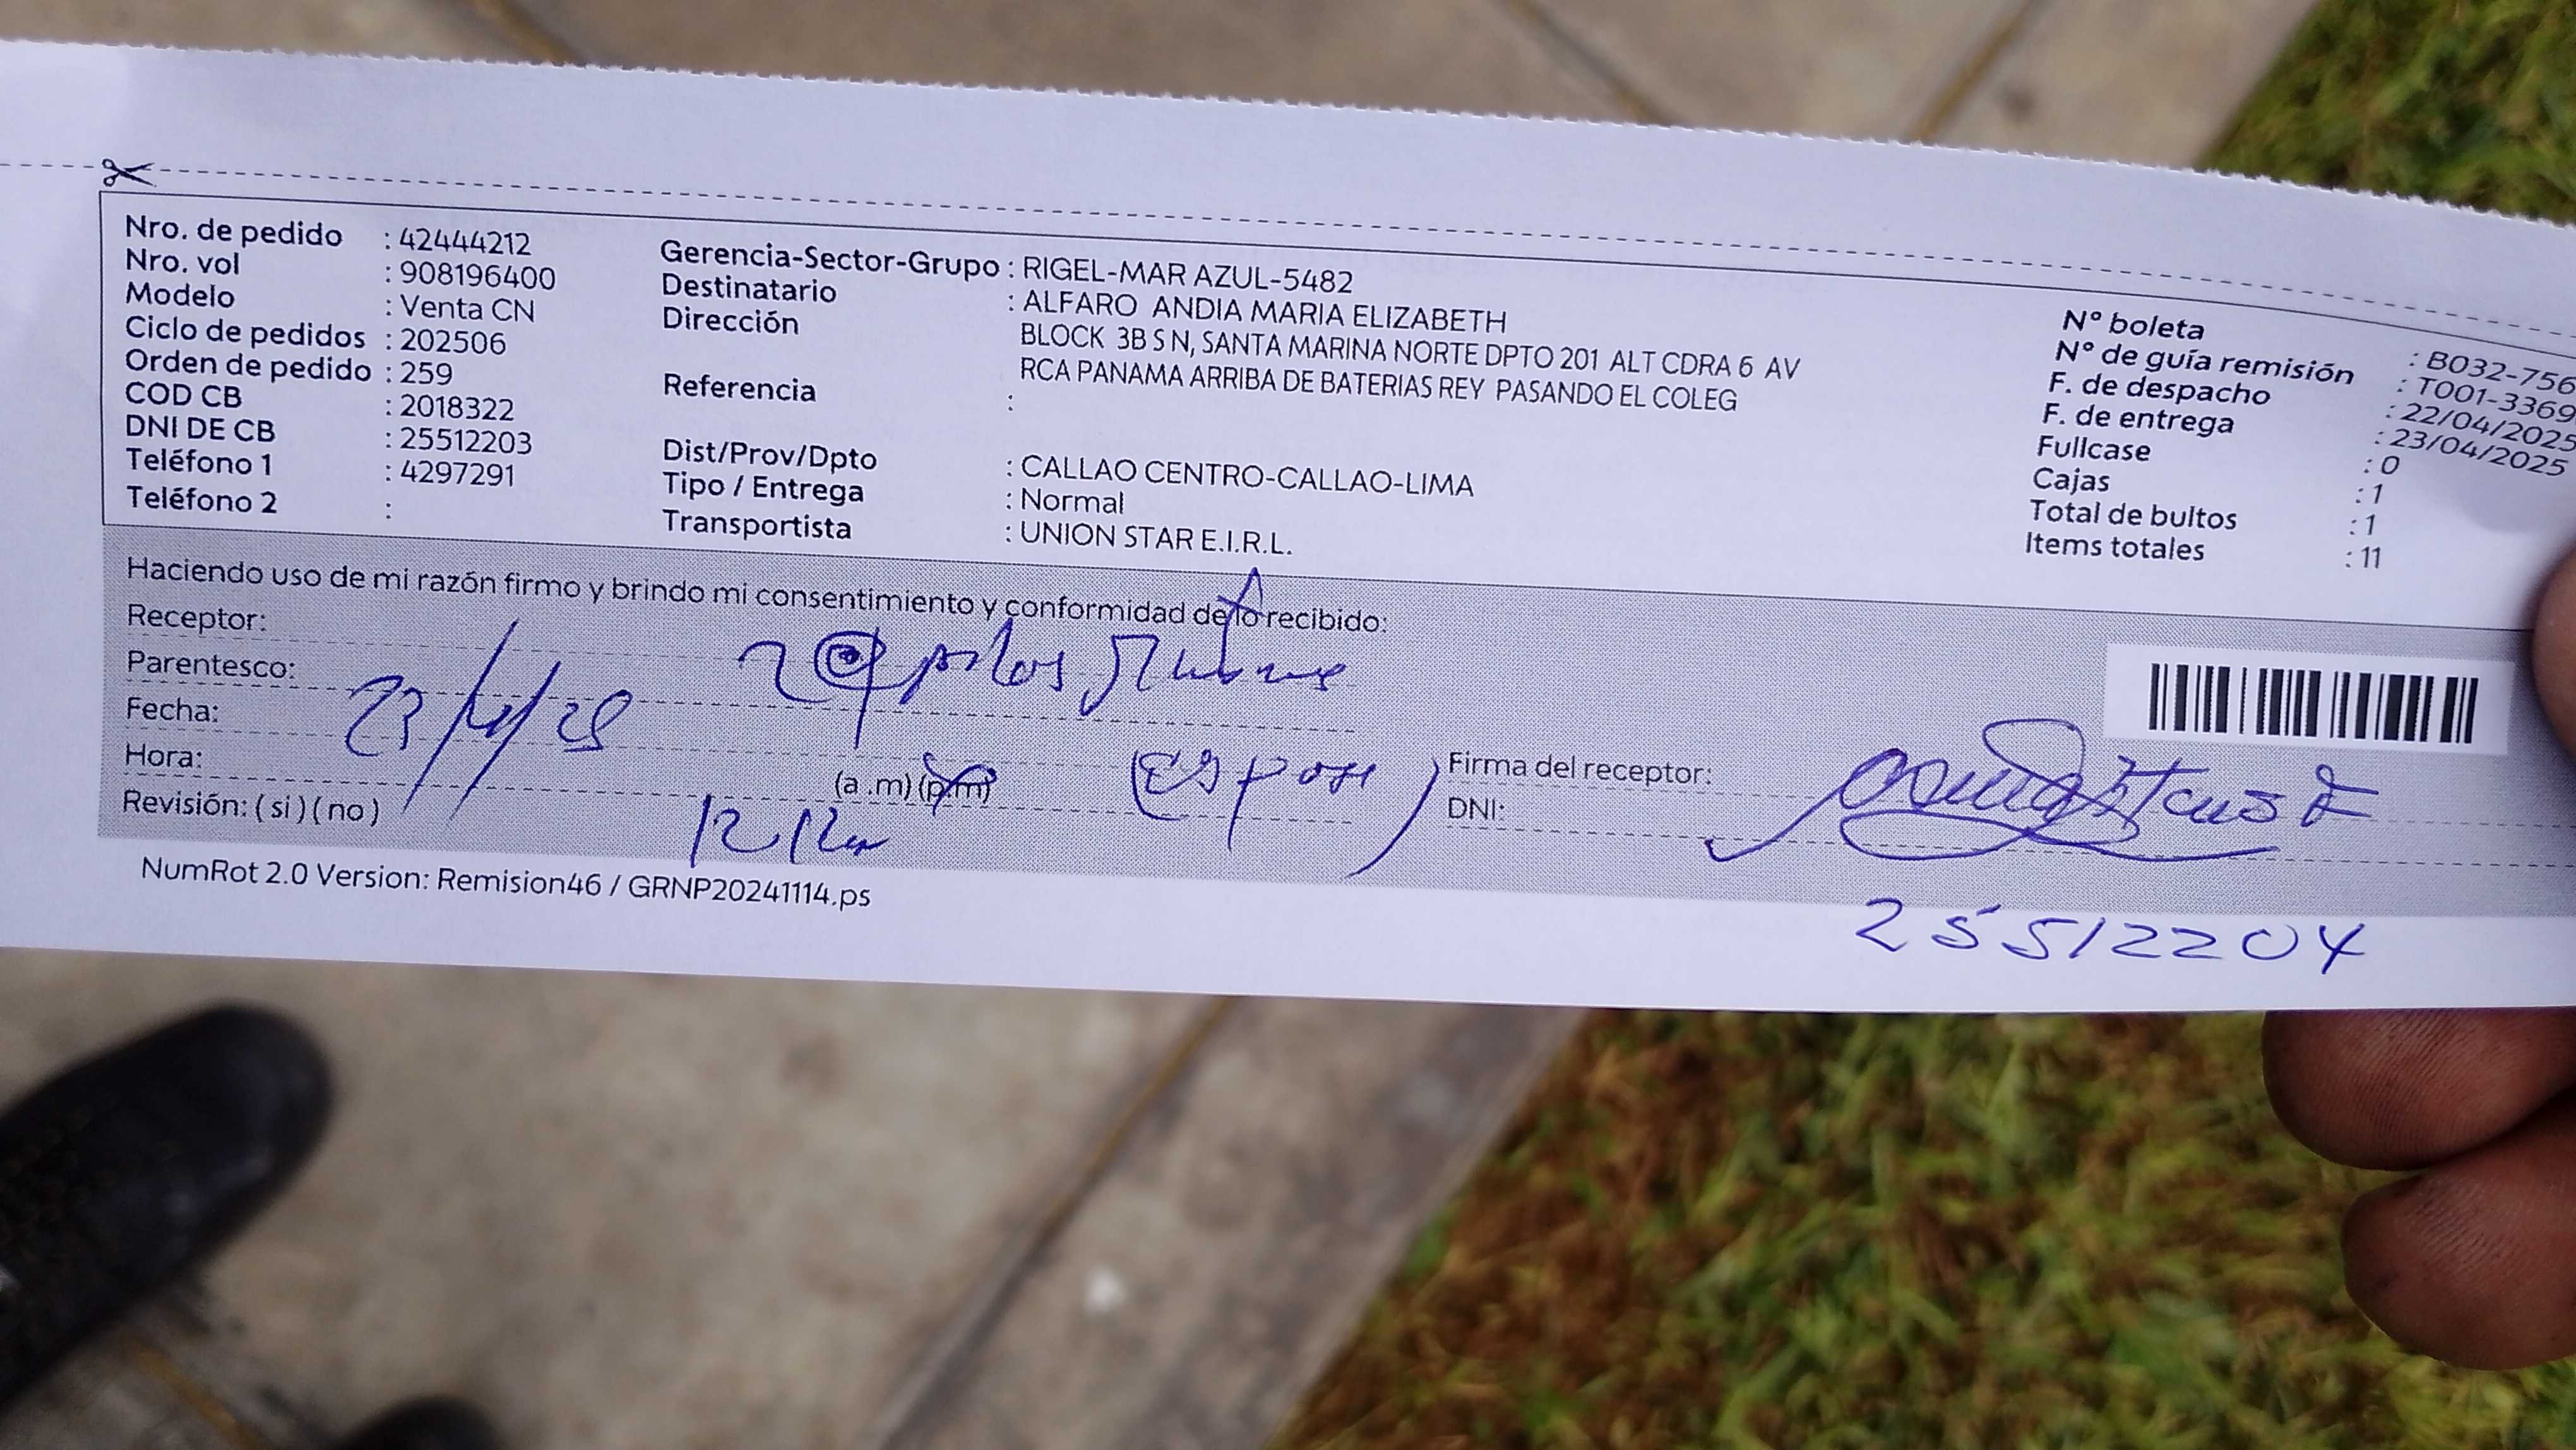 Nro. de pedido : 42444212
Nro. vol : 908196400
Modelo : Venta CN
Ciclo de pedidos : 202506
Orden de pedido : 259
COD CB : 2018322
DNI DE CB : 25512203
Teléfono 1 : 4297291
Teléfono 2 :
Gerencia-Sector-Grupo : RIGEL-MAR AZUL-5482
Destinatario : ALFARO ANDIA MARIA ELIZABETH
Dirección BLOCK 3B S N, SANTA MARINA NORTE DPTO 201 ALT CDRA 6 AV
RCA PANAMA ARRIBA DE BATERIAS REY PASANDO EL COLEG
Referencia :
Dist/Prov/Dpto : CALLAO CENTRO-CALLAO-LIMA
Tipo / Entrega : Normal
Transportista : UNION STAR E.I.R.L.
N° boleta : B032-756
N° de guía remisión : T001-3369
F. de despacho : 22/04/2025
F. de entrega : 23/04/2025
Fullcase : 0
Cajas : 1
Total de bultos : 1
Items totales : 11
Haciendo uso de mi razón firmo y brindo mi consentimiento y conformidad de lo recibido:
Receptor:
Parentesco:
Fecha: 23/4/25
Hora: (a .m) (p.m)
Revisión: ( si ) ( no )
Firma del receptor:
DNI:
25512204
NumRot 2.0 Version: Remision46 / GRNP20241114.ps